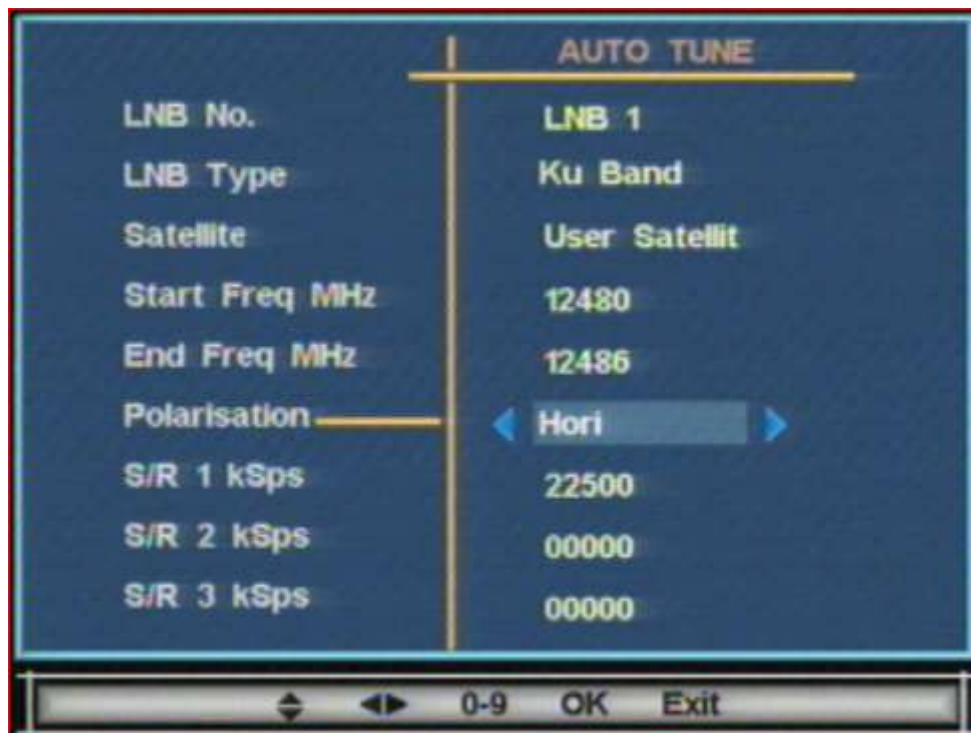 AUTO TUNE
LNB No. LNB 1
LNB Type Ku Band
Satellite User Satellit
Start Freq MHz 12480
End Freq MHz 12486
Polarisation Hori
S/R 1 kSps 22500
S/R 2 kSps 00000
S/R 3 kSps 00000
0-9 OK Exit